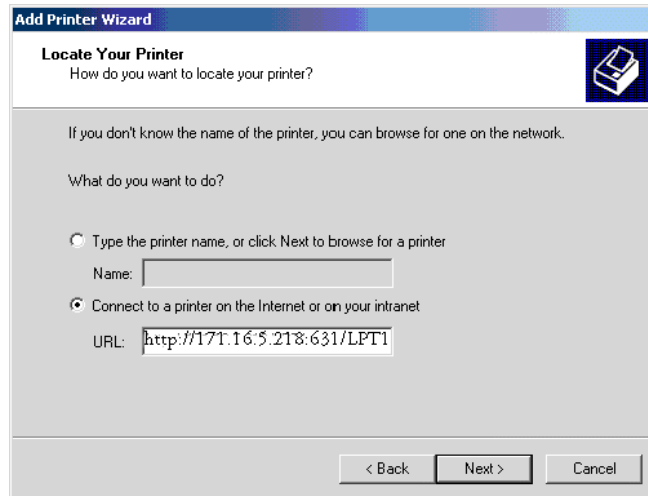 Add Printer Wizard
Locate Your Printer
How do you want to locate your printer?
If you don't know the name of the printer, you can browse for one on the network.
What do you want to do?
Type the printer name, or click Next to browse for a printer
Name:
Connect to a printer on the Internet or on your intranet
URL: http://171.16.5.218:631/LPT1
< Back Next > Cancel